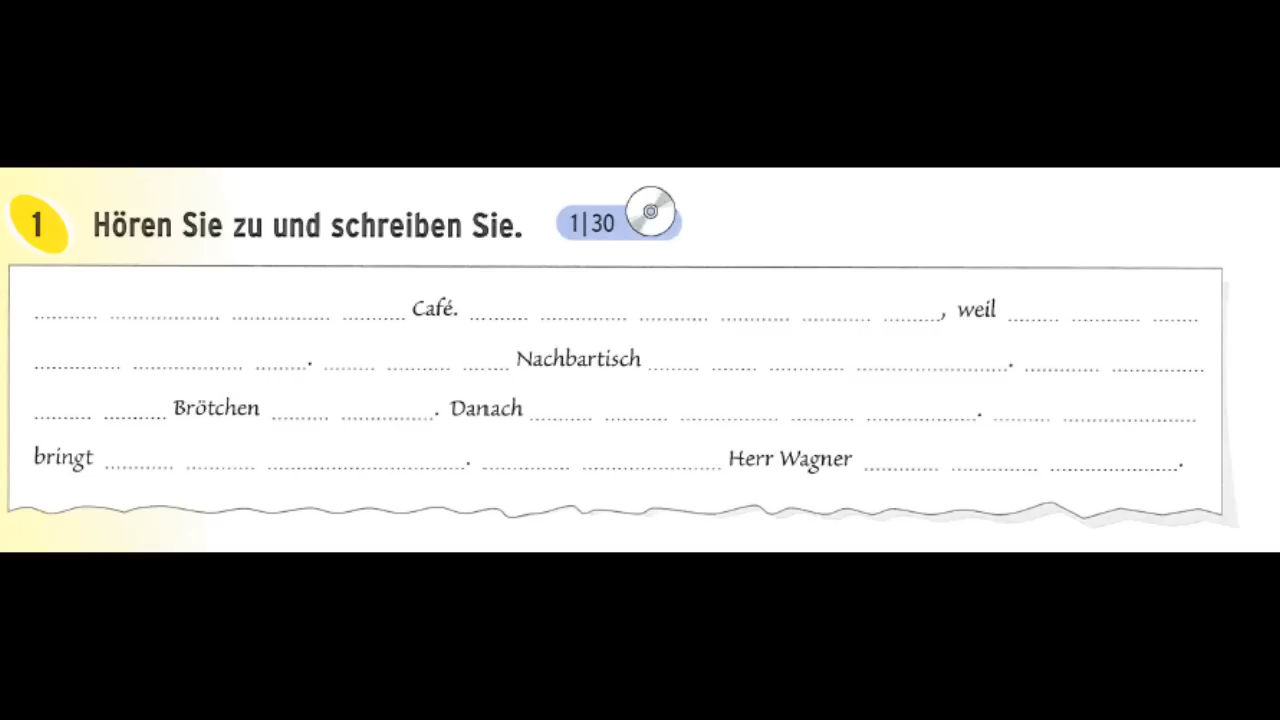 1 Hören Sie zu und schreiben Sie. 1|30
Café. , weil
. Nachbartisch .
Brötchen . Danach .
bringt . Herr Wagner .